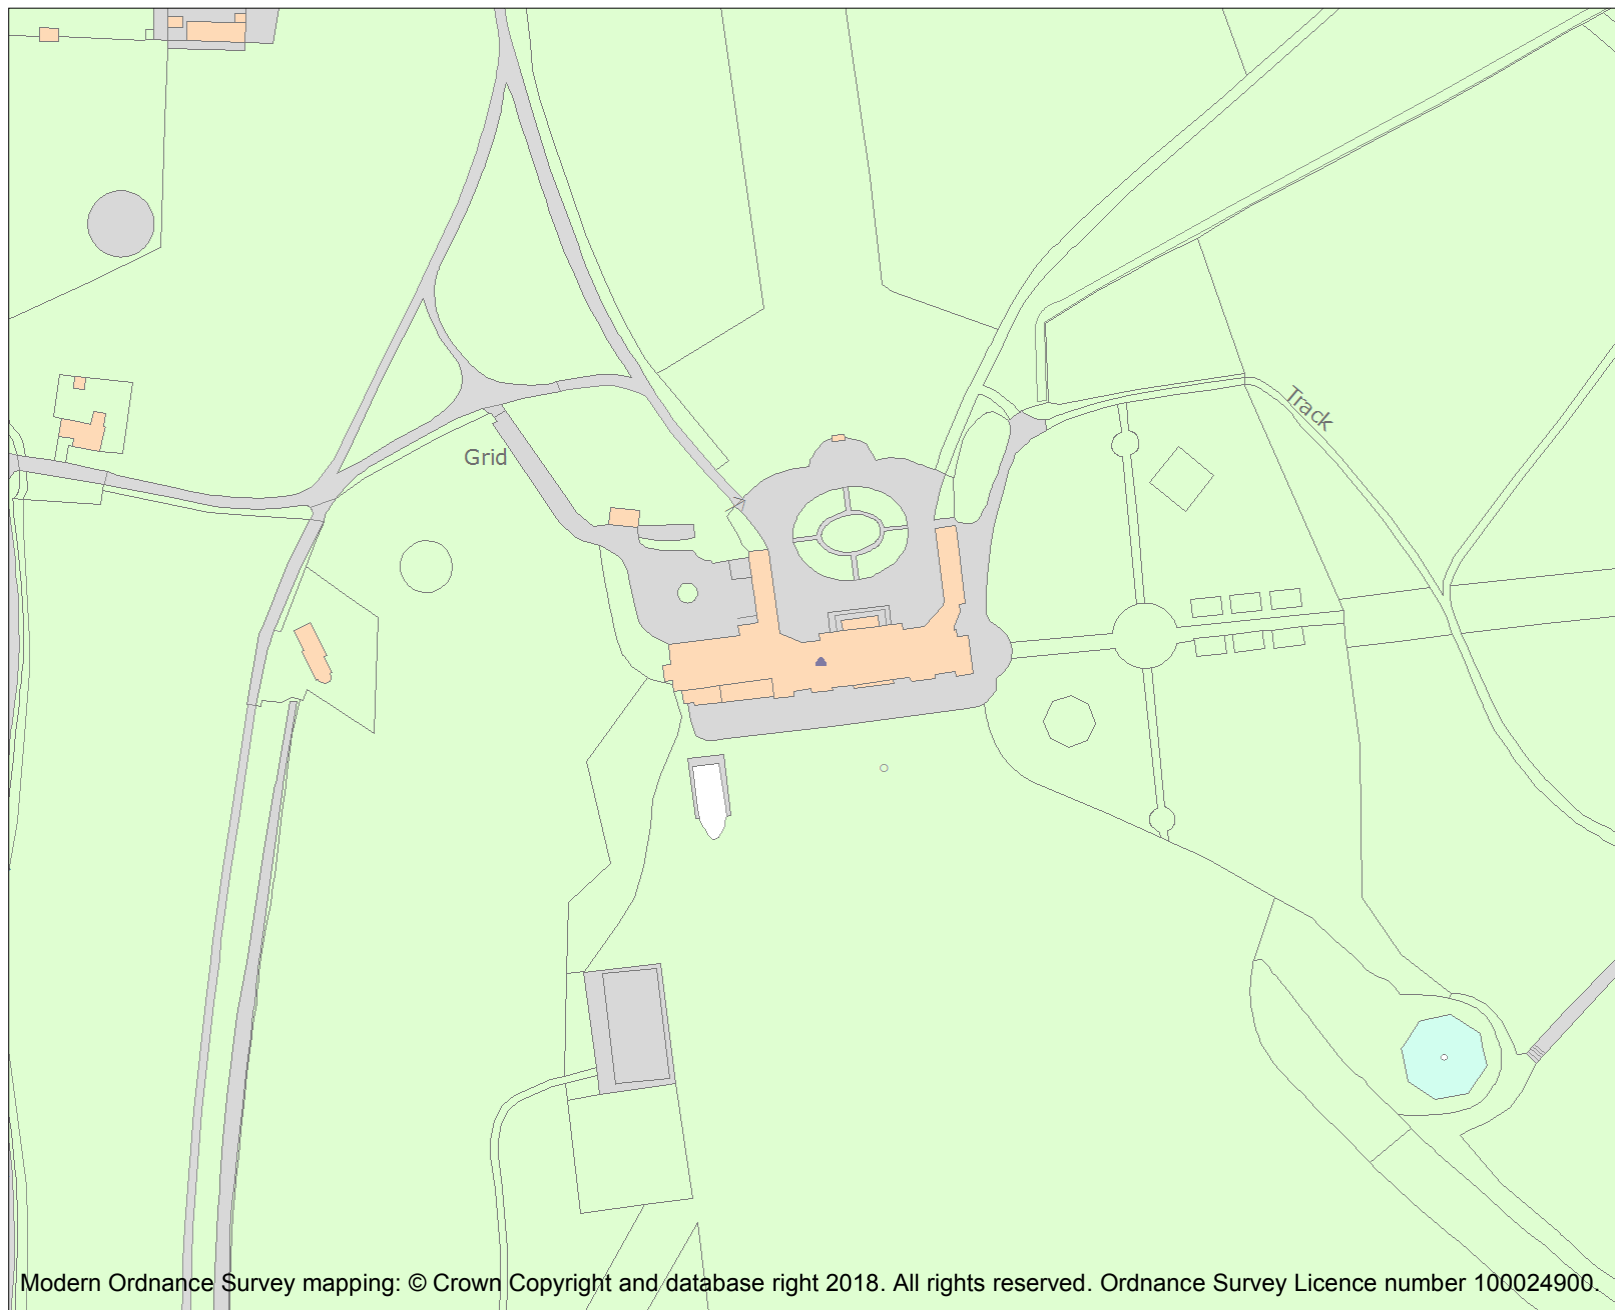 Track
Grid
Modern Ordnance Survey mapping: © Crown Copyright and database right 2018. All rights reserved. Ordnance Survey Licence number 100024900.